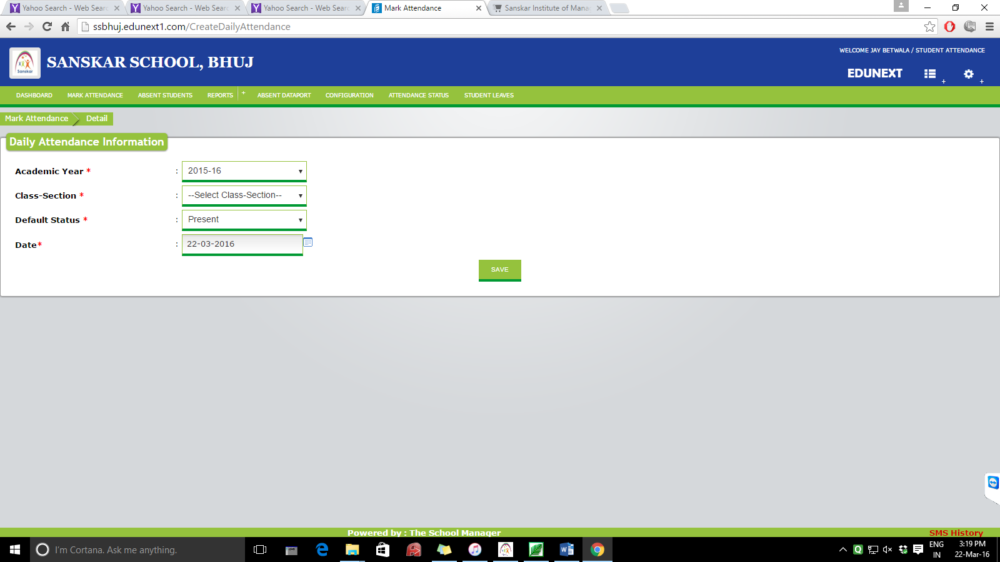 Yahoo Search - Web Sear
Yahoo Search - Web Sear
Yahoo Search - Web Sear
Mark Attendance
Sanskar Institute of Mana
ssbhuj.edunext1.com/CreateDailyAttendance
Sanskar
SANSKAR SCHOOL, BHUJ
WELCOME JAY BETWALA / STUDENT ATTENDANCE
EDUNEXT
+
+
DASHBOARD MARK ATTENDANCE ABSENT STUDENTS REPORTS + ABSENT DATAPORT CONFIGURATION ATTENDANCE STATUS STUDENT LEAVES
Mark Attendance Detail
Daily Attendance Information
Academic Year * : 2015-16
Class-Section * : --Select Class-Section--
Default Status * : Present
Date* : 22-03-2016
SAVE
Powered by : The School Manager
SMS History
I'm Cortana. Ask me anything.
ENG
IN
3:19 PM
22-Mar-16